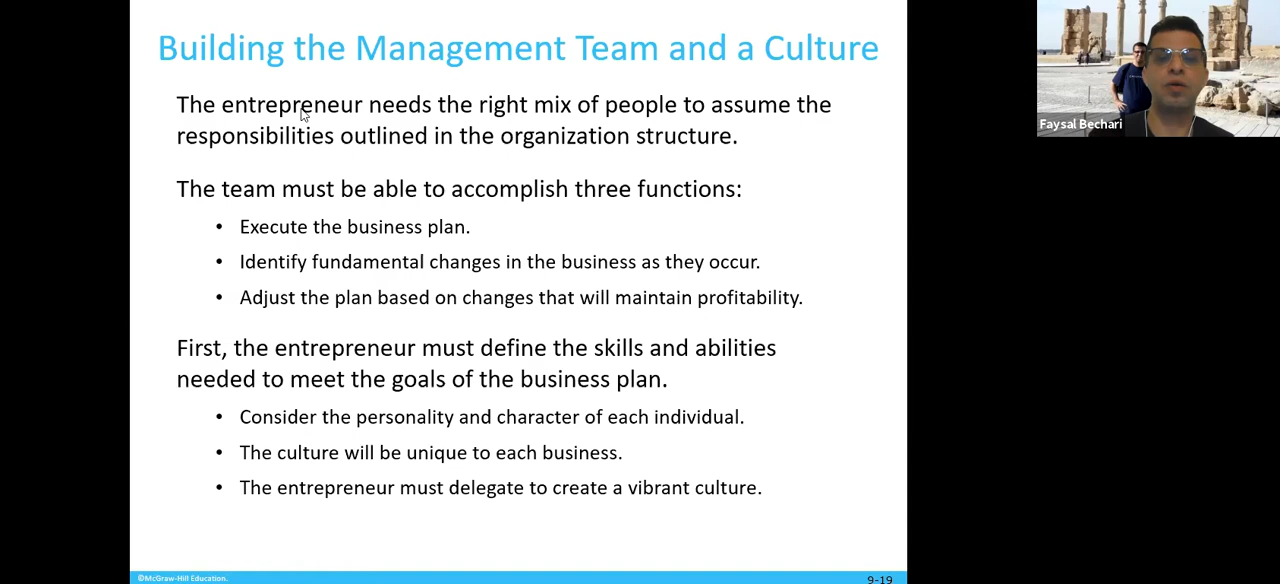 Building the Management Team and a Culture
The entrepreneur needs the right mix of people to assume the
responsibilities outlined in the organization structure.
The team must be able to accomplish three functions:
• Execute the business plan.
• Identify fundamental changes in the business as they occur.
• Adjust the plan based on changes that will maintain profitability.
First, the entrepreneur must define the skills and abilities
needed to meet the goals of the business plan.
• Consider the personality and character of each individual.
• The culture will be unique to each business.
• The entrepreneur must delegate to create a vibrant culture.
©McGraw-Hill Education.
9-19
Faysal Bechari